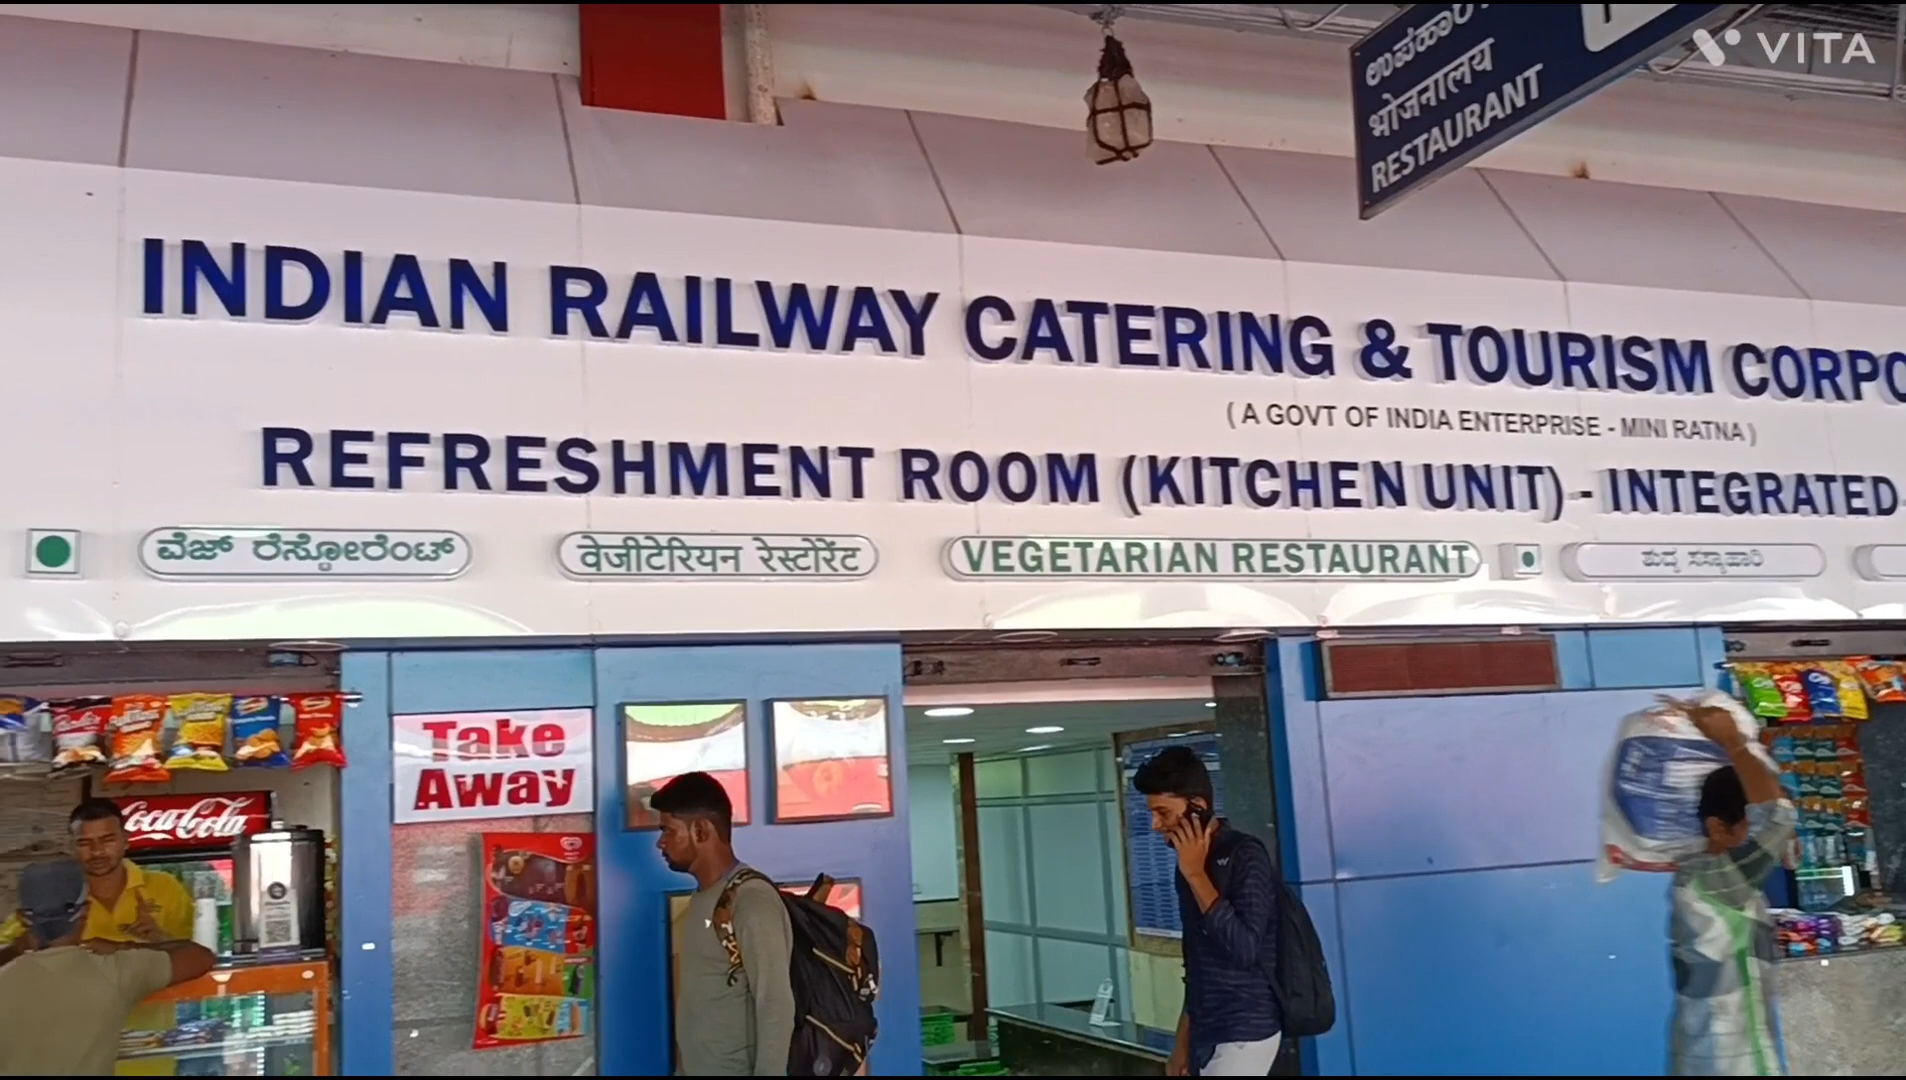 VITA
ಉಪಹಾರ
भोजनालय
RESTAURANT
INDIAN RAILWAY CATERING & TOURISM CORPO
( A GOVT OF INDIA ENTERPRISE - MINI RATNA )
REFRESHMENT ROOM (KITCHEN UNIT) - INTEGRATED
ವೆಜ್ ರೆಸ್ಟೋರೆಂಟ್
वेजीटेरियन रेस्टोरेंट
VEGETARIAN RESTAURANT
ಶುದ್ಧ ಸಸ್ಯಾಹಾರಿ
Take
Away
Coca-Cola